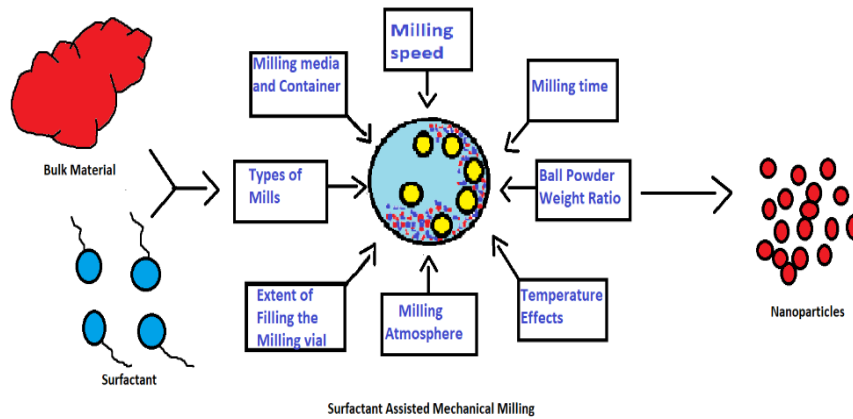 Milling
speed
Milling media
and Container
Milling time
Bulk Material
Types of
Mills
Ball Powder
Weight Ratio
Extent of
Filling the
Milling vial
Milling
Atmosphere
Temperature
Effects
Nanoparticles
Surfactant
Surfactant Assisted Mechanical Milling